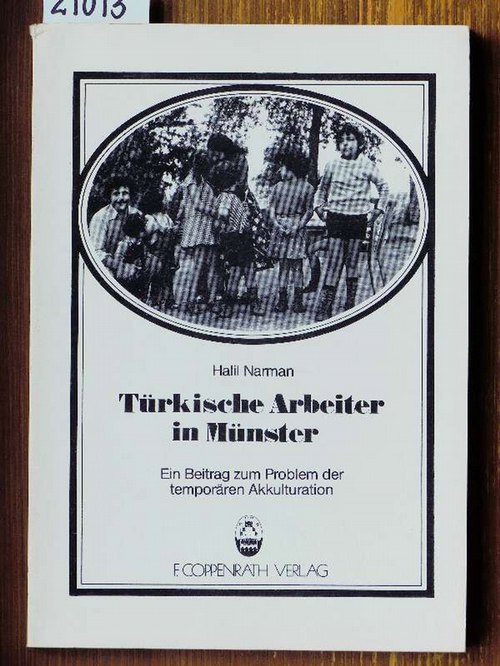 21013
Halil Narman
Türkische Arbeiter
in Münster
Ein Beitrag zum Problem der
temporären Akkulturation
F. COPPENRATH VERLAG